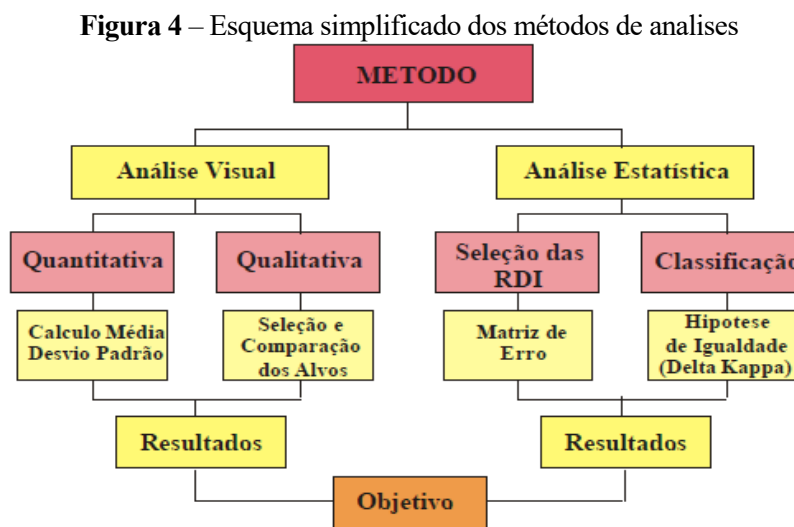 Figura 4 – Esquema simplificado dos métodos de analises
METODO
Análise Visual
Análise Estatística
Quantitativa
Qualitativa
Seleção das
RDI
Classificação
Calculo Média
Desvio Padrão
Seleção e
Comparação
dos Alvos
Matriz de
Erro
Hipotese
de Igualdade
(Delta Kappa)
Resultados
Resultados
Objetivo